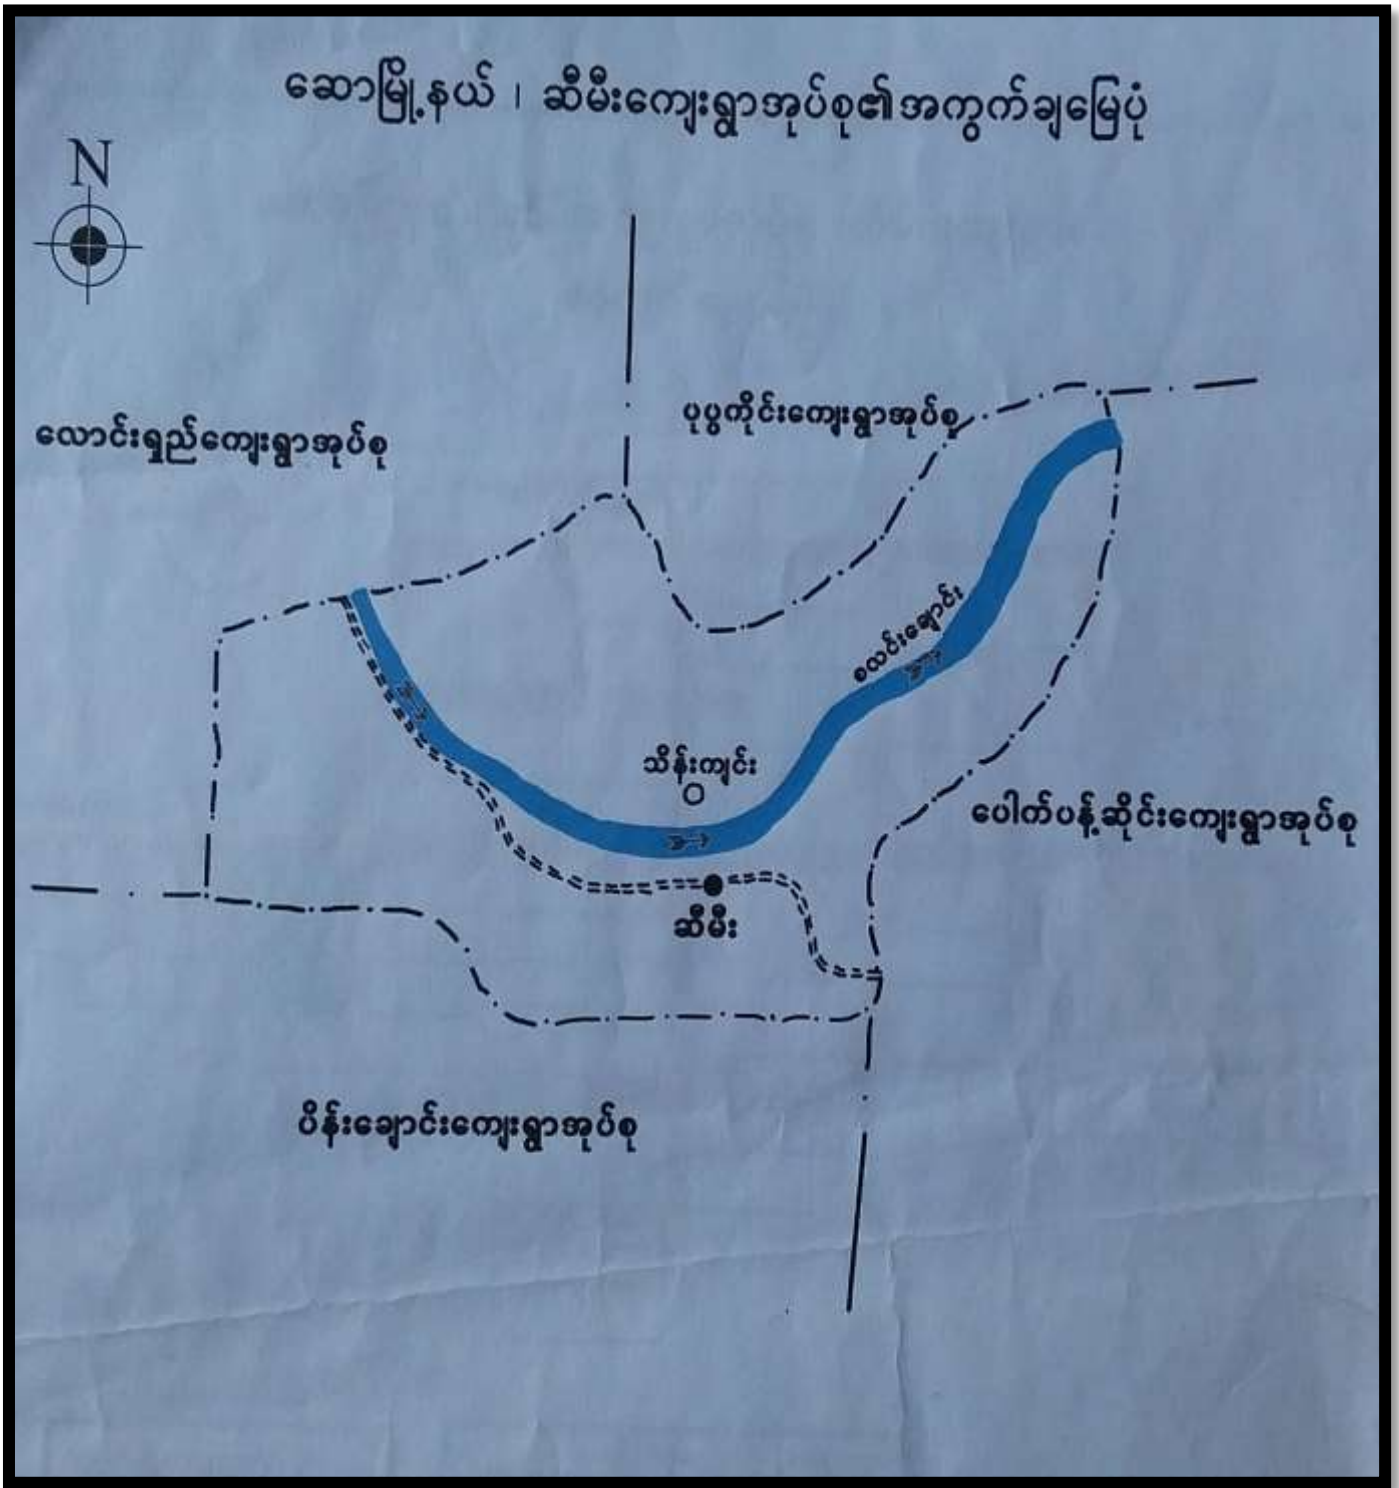 ဆောမြို့နယ် ၊ ဆီမီးကျေးရွာအုပ်စု၏အကွက်ချမြေပုံ
N
လောင်းရှည်ကျေးရွာအုပ်စု
ပုပွကိုင်းကျေးရွာအုပ်စု
စလင်းချောင်း
သိန်းကျင်း
ပေါက်ပန့်ဆိုင်းကျေးရွာအုပ်စု
ဆီမီး
ပိန်းချောင်းကျေးရွာအုပ်စု